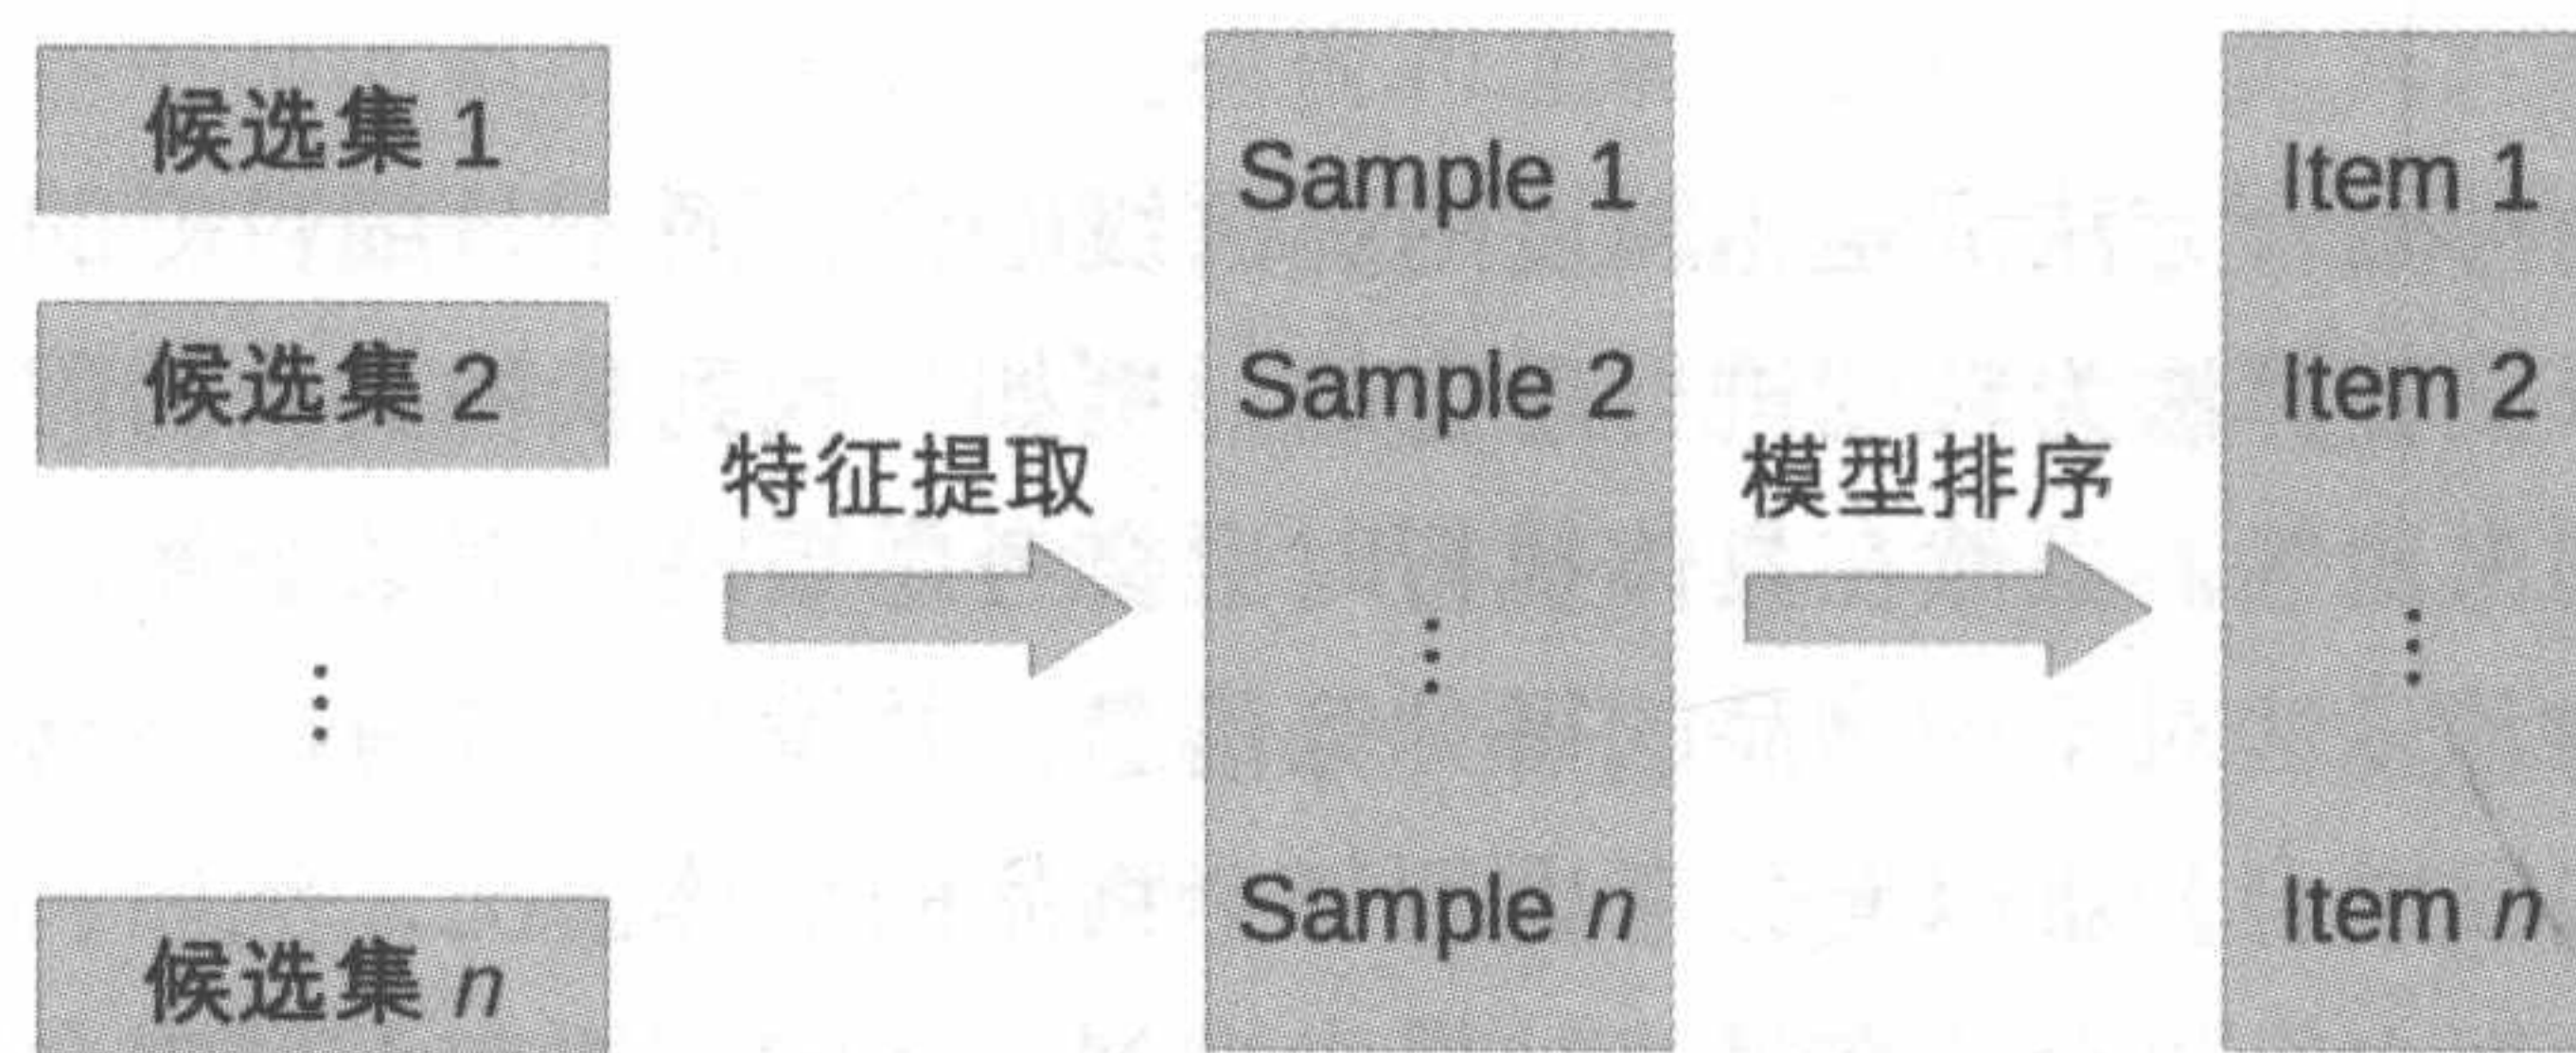 候选集 1
候选集 2
⋮
候选集 n
特征提取
Sample 1
Sample 2
⋮
Sample n
模型排序
Item 1
Item 2
⋮
Item n